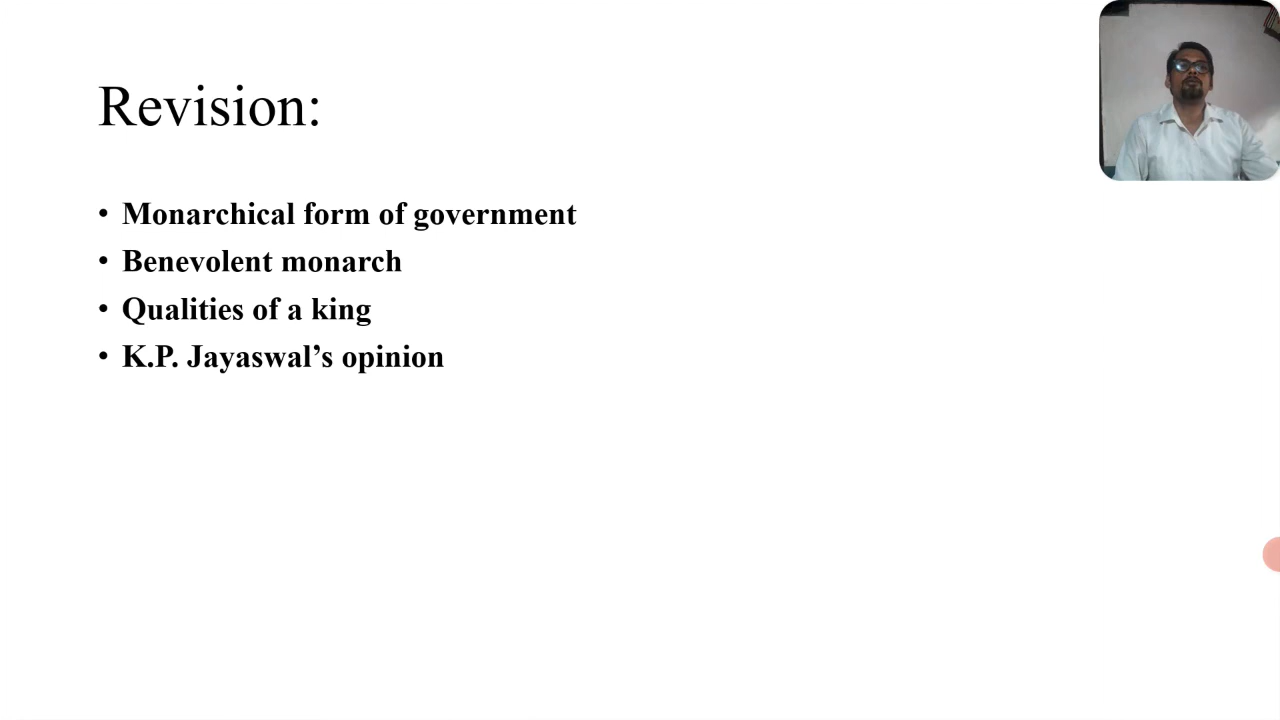 Revision:
• Monarchical form of government
• Benevolent monarch
• Qualities of a king
• K.P. Jayaswal’s opinion